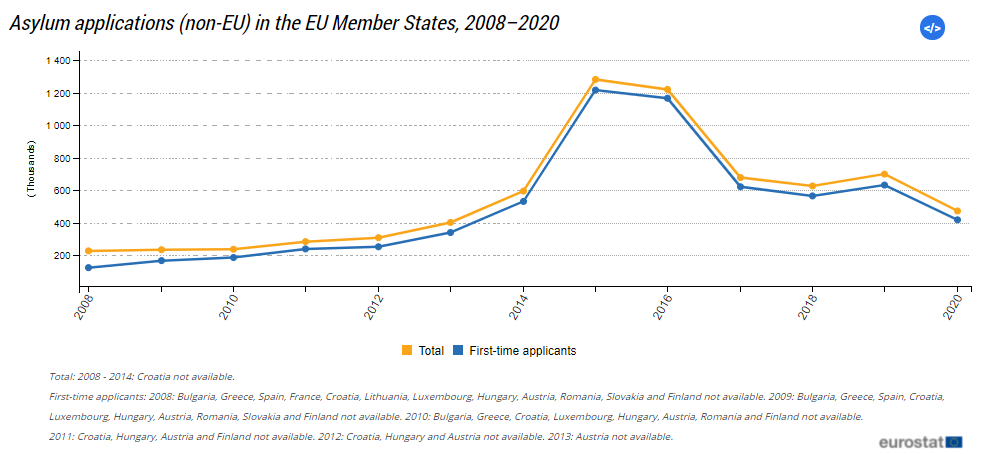 Asylum applications (non-EU) in the EU Member States, 2008–2020
</>
1 400
1 200
1 000
800
600
400
200
(Thousands)
2008
2010
2012
2014
2016
2018
2020
Total
First-time applicants
Total: 2008 - 2014: Croatia not available.
First-time applicants: 2008: Bulgaria, Greece, Spain, France, Croatia, Lithuania, Luxembourg, Hungary, Austria, Romania, Slovakia and Finland not available. 2009: Bulgaria, Greece, Spain, Croatia,
Luxembourg, Hungary, Austria, Romania, Slovakia and Finland not available. 2010: Bulgaria, Greece, Croatia, Luxembourg, Hungary, Austria, Romania and Finland not available.
2011: Croatia, Hungary, Austria and Finland not available. 2012: Croatia, Hungary and Austria not available. 2013: Austria not available.
eurostat